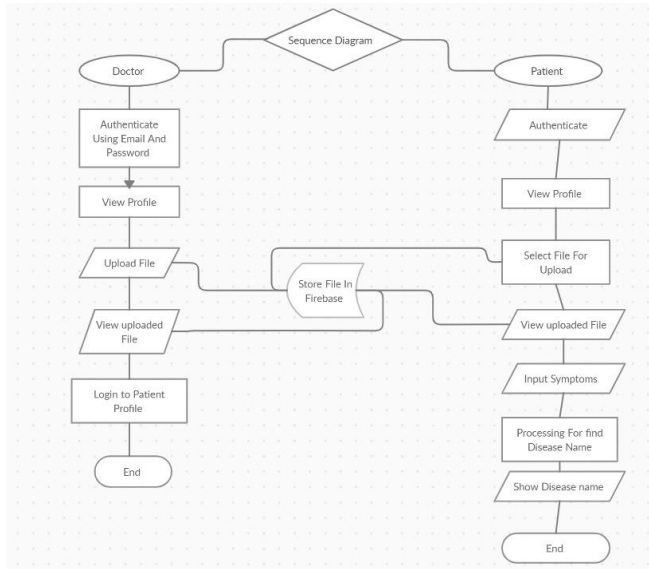 Sequence Diagram
Doctor
Patient
Authenticate
Using Email And
Password
Authenticate
View Profile
View Profile
Upload File
Store File In
Firebase
Select File For
Upload
View uploaded
File
View uploaded File
Login to Patient
Profile
Input Symptoms
End
Processing For find
Disease Name
Show Disease name
End